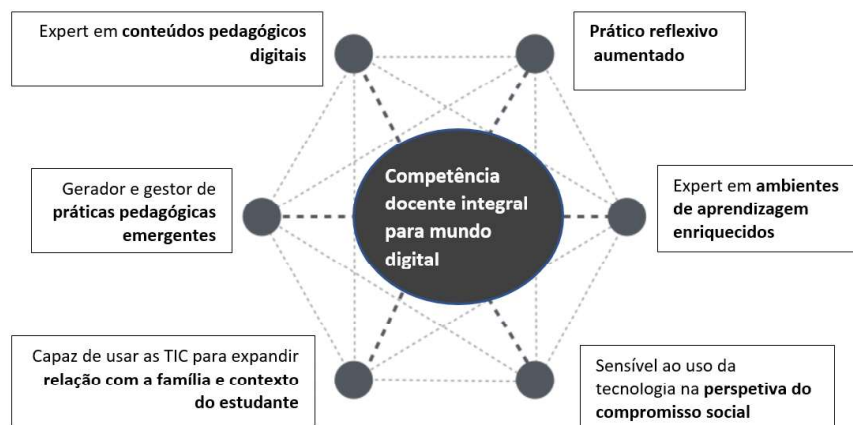 Expert em conteúdos pedagógicos
digitais
Prático reflexivo
aumentado
Gerador e gestor de
práticas pedagógicas
emergentes
Competência
docente integral
para mundo
digital
Expert em ambientes
de aprendizagem
enriquecidos
Capaz de usar as TIC para expandir
relação com a família e contexto
do estudante
Sensível ao uso da
tecnologia na perspetiva do
compromisso social